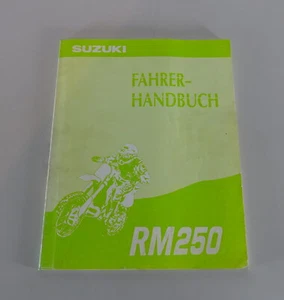 SUZUKI
FAHRER-
HANDBUCH
RM250